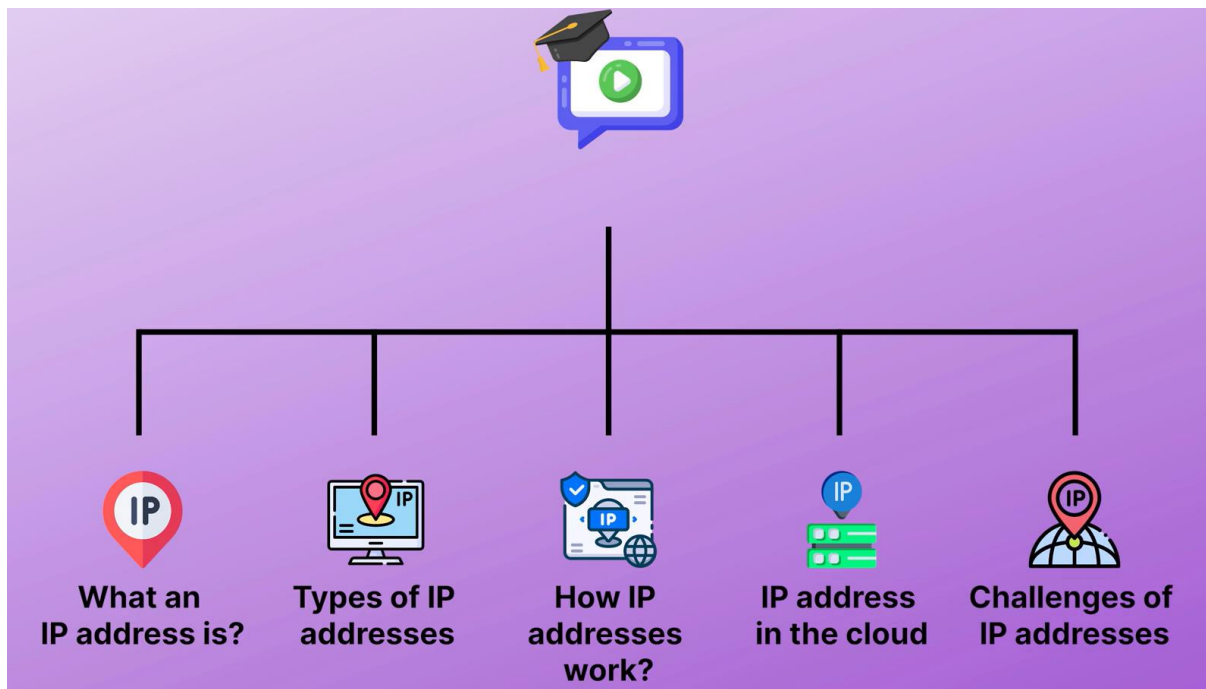 IP
IP
IP
IP
IP
What an
IP address is?
Types of IP
addresses
How IP
addresses
work?
IP address
in the cloud
Challenges of
IP addresses